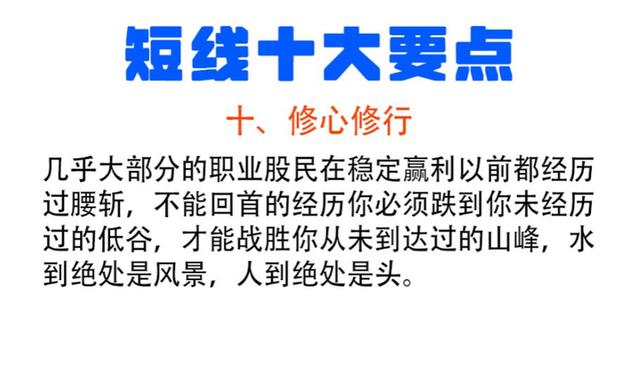 短线十大要点
十、修心修行
几乎大部分的职业股民在稳定赢利以前都经历
过腰斩，不能回首的经历你必须跌到你未经历
过的低谷，才能战胜你从未到达过的山峰，水
到绝处是风景，人到绝处是头。